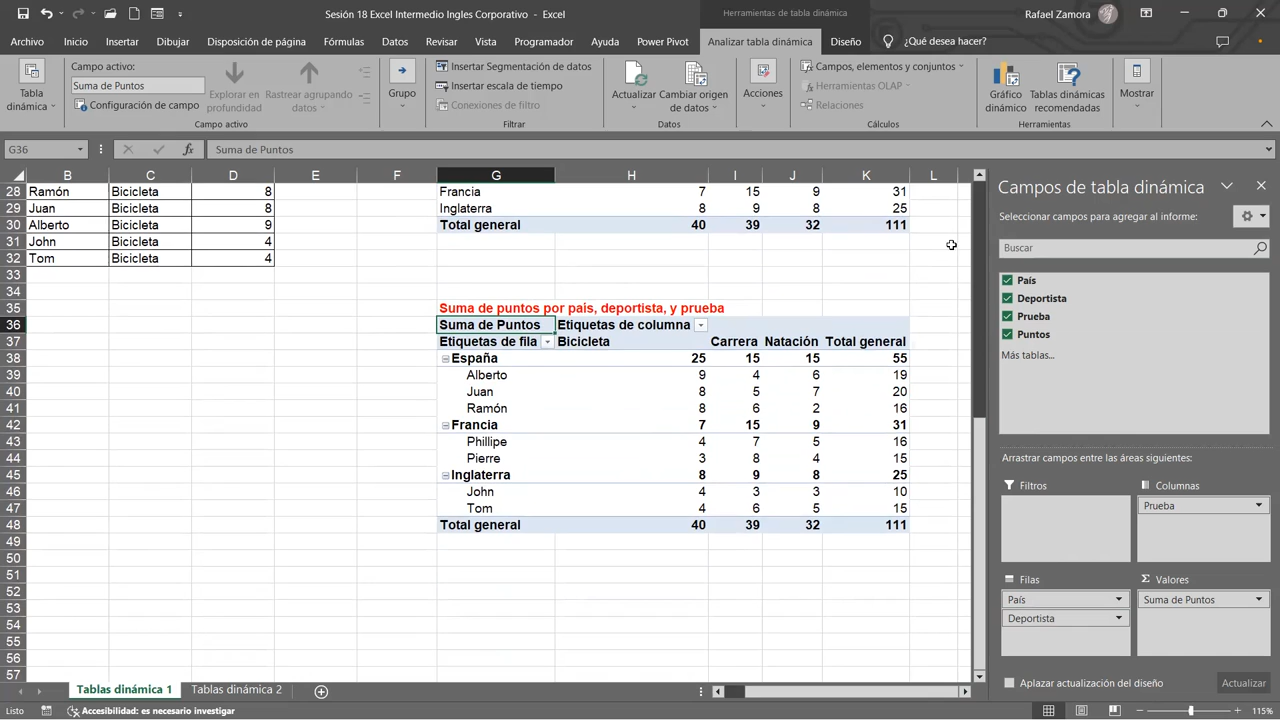 Sesión 18 Excel Intermedio Ingles Corporativo - Excel
Herramientas de tabla dinámica
Rafael Zamora
Archivo Inicio Insertar Dibujar Disposición de página Fórmulas Datos Revisar Vista Programador Ayuda Power Pivot Analizar tabla dinámica Diseño ¿Qué desea hacer?
Tabla dinámica
Campo activo:
Suma de Puntos
Configuración de campo
Explorar en profundidad
Rastrear agrupando datos
Campo activo
Grupo
Insertar Segmentación de datos
Insertar escala de tiempo
Conexiones de filtro
Filtrar
Actualizar
Cambiar origen de datos
Datos
Acciones
Campos, elementos y conjuntos
Herramientas OLAP
Relaciones
Cálculos
Gráfico dinámico
Tablas dinámicas recomendadas
Herramientas
Mostrar
G36 fx Suma de Puntos
B C D E F G H I J K L
28 Ramón Bicicleta 8 Francia 7 15 9 31
29 Juan Bicicleta 8 Inglaterra 8 9 8 25
30 Alberto Bicicleta 9 Total general 40 39 32 111
31 John Bicicleta 4
32 Tom Bicicleta 4
33
34
35 Suma de puntos por país, deportista, y prueba
36 Suma de Puntos Etiquetas de columna
37 Etiquetas de fila Bicicleta Carrera Natación Total general
38 España 25 15 15 55
39 Alberto 9 4 6 19
40 Juan 8 5 7 20
41 Ramón 8 6 2 16
42 Francia 7 15 9 31
43 Phillipe 4 7 5 16
44 Pierre 3 8 4 15
45 Inglaterra 8 9 8 25
46 John 4 3 3 10
47 Tom 4 6 5 15
48 Total general 40 39 32 111
49
50
51
52
53
54
55
56
57
Campos de tabla dinámica
Seleccionar campos para agregar al informe:
Buscar
País
Deportista
Prueba
Puntos
Más tablas...
Arrastrar campos entre las áreas siguientes:
Filtros
Columnas
Prueba
Filas
País
Deportista
Σ Valores
Suma de Puntos
Aplazar actualización del diseño
Actualizar
Tablas dinámica 1 Tablas dinámica 2
Listo Accesibilidad: es necesario investigar 115%